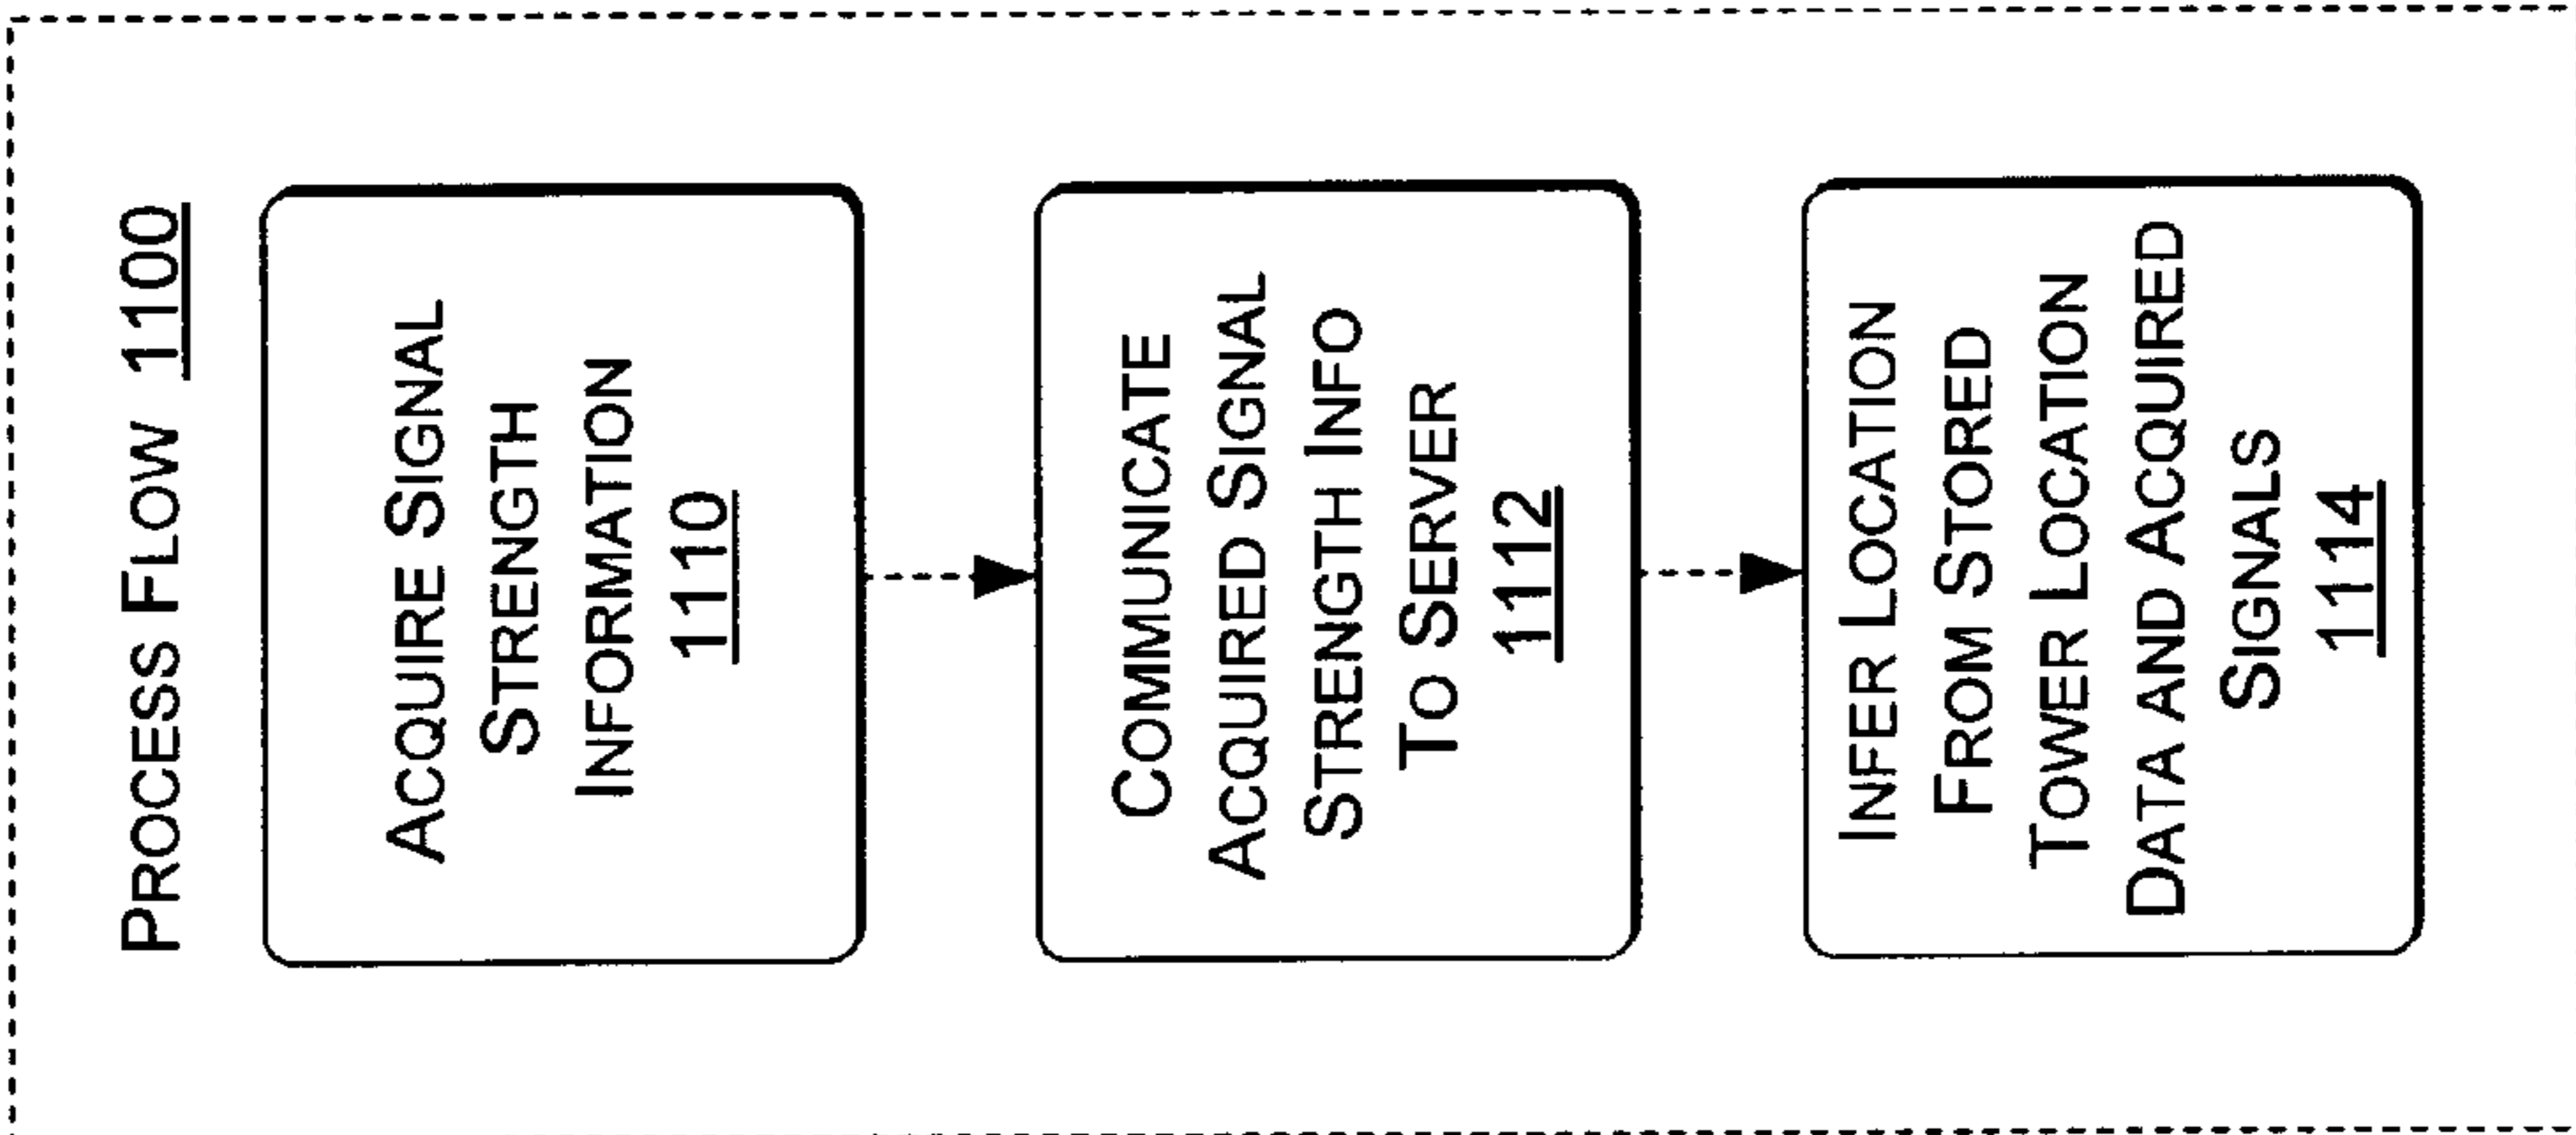 PROCESS FLOW 1100
ACQUIRE SIGNAL
STRENGTH
INFORMATION
1110
COMMUNICATE
ACQUIRED SIGNAL
STRENGTH INFO
TO SERVER
1112
INFER LOCATION
FROM STORED
TOWER LOCATION
DATA AND ACQUIRED
SIGNALS
1114